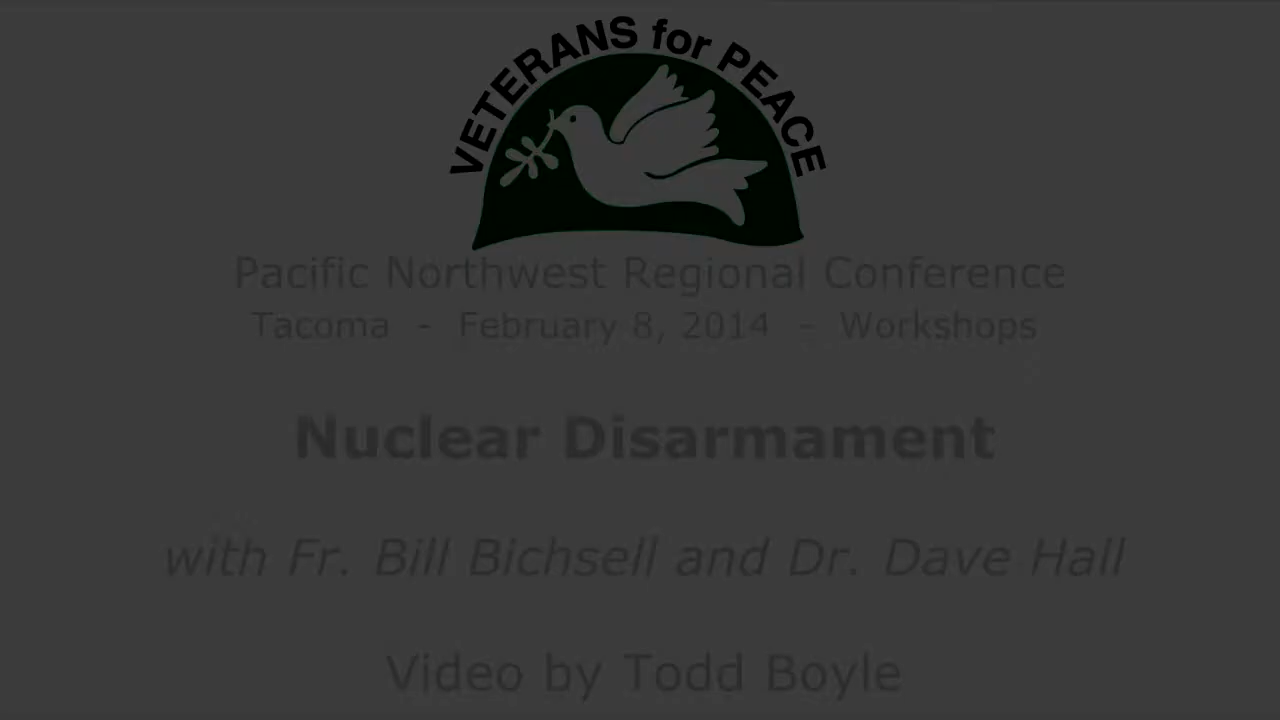 VETERANS for PEACE
Pacific Northwest Regional Conference
Tacoma - February 8, 2014 - Workshops
Nuclear Disarmament
with Fr. Bill Bichsell and Dr. Dave Hall
Video by Todd Boyle